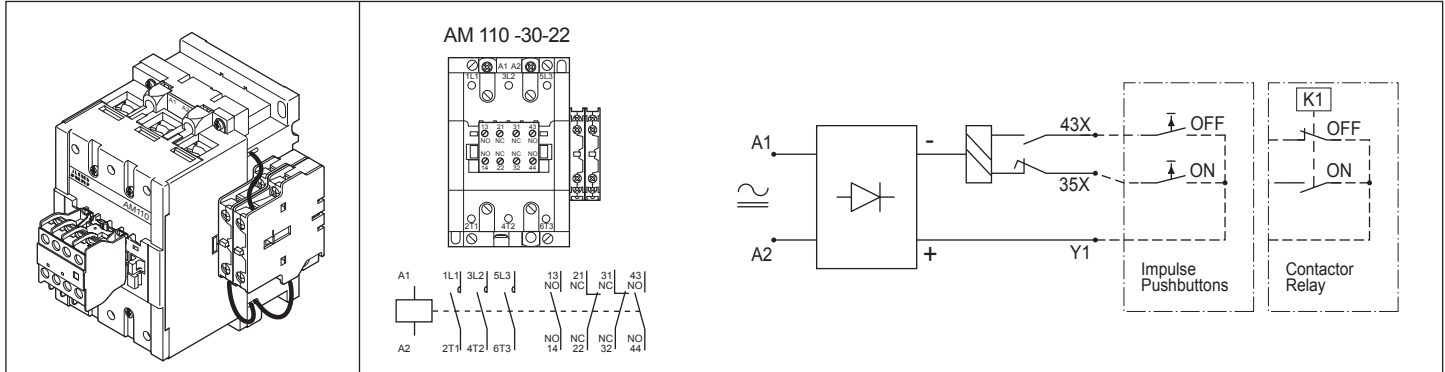 A1 A2
AM110
AM 110 -30-22
A1 A2
1L1 3L2 5L3
13 21 31 43
NO NC NC NO
NO NC NC NO
14 22 32 44
2T1 4T2 6T3
A1 1L1 3L2 5L3 13 21 31 43
NO NC NC NO
NO NC NC NO
A2 2T1 4T2 6T3 14 22 32 44
A1
A2
-
+
43X
35X
Y1
OFF
ON
Impulse
Pushbuttons
K1
OFF
ON
Contactor
Relay